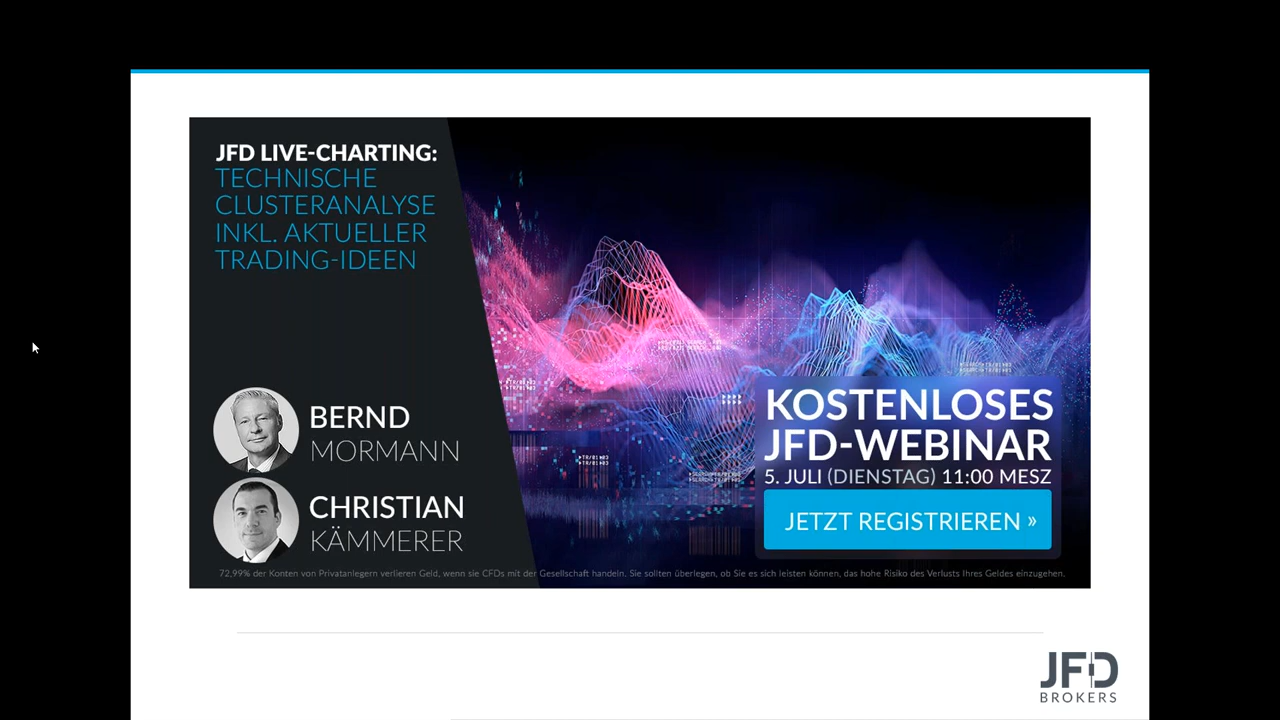 JFD LIVE-CHARTING:
TECHNISCHE
CLUSTERANALYSE
INKL. AKTUELLER
TRADING-IDEEN
BERND
MORMANN
CHRISTIAN
KÄMMERER
KOSTENLOSES
JFD-WEBINAR
5. JULI (DIENSTAG) 11:00 MESZ
JETZT REGISTRIEREN »
72,99% der Konten von Privatanlegern verlieren Geld, wenn sie CFDs mit der Gesellschaft handeln. Sie sollten überlegen, ob Sie es sich leisten können, das hohe Risiko des Verlusts Ihres Geldes einzugehen.
JFD
BROKERS